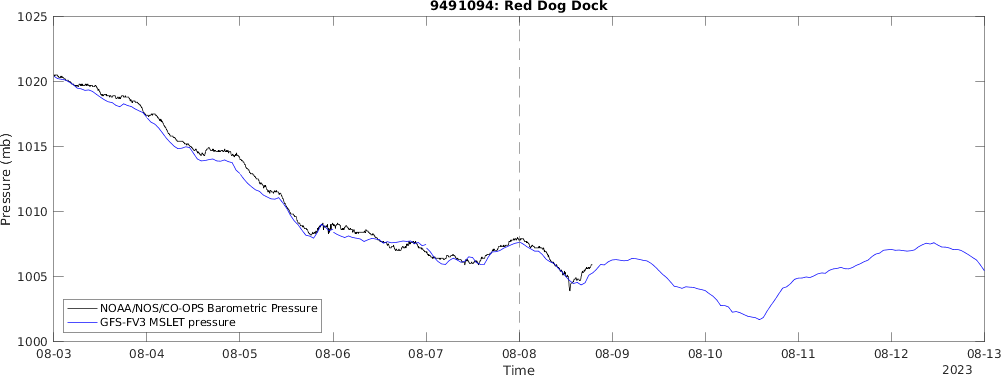 9491094: Red Dog Dock
Pressure (mb)
1025
1020
1015
1010
1005
1000
NOAA/NOS/CO-OPS Barometric Pressure
GFS-FV3 MSLET pressure
08-03 08-04 08-05 08-06 08-07 08-08 08-09 08-10 08-11 08-12 08-13
Time
2023